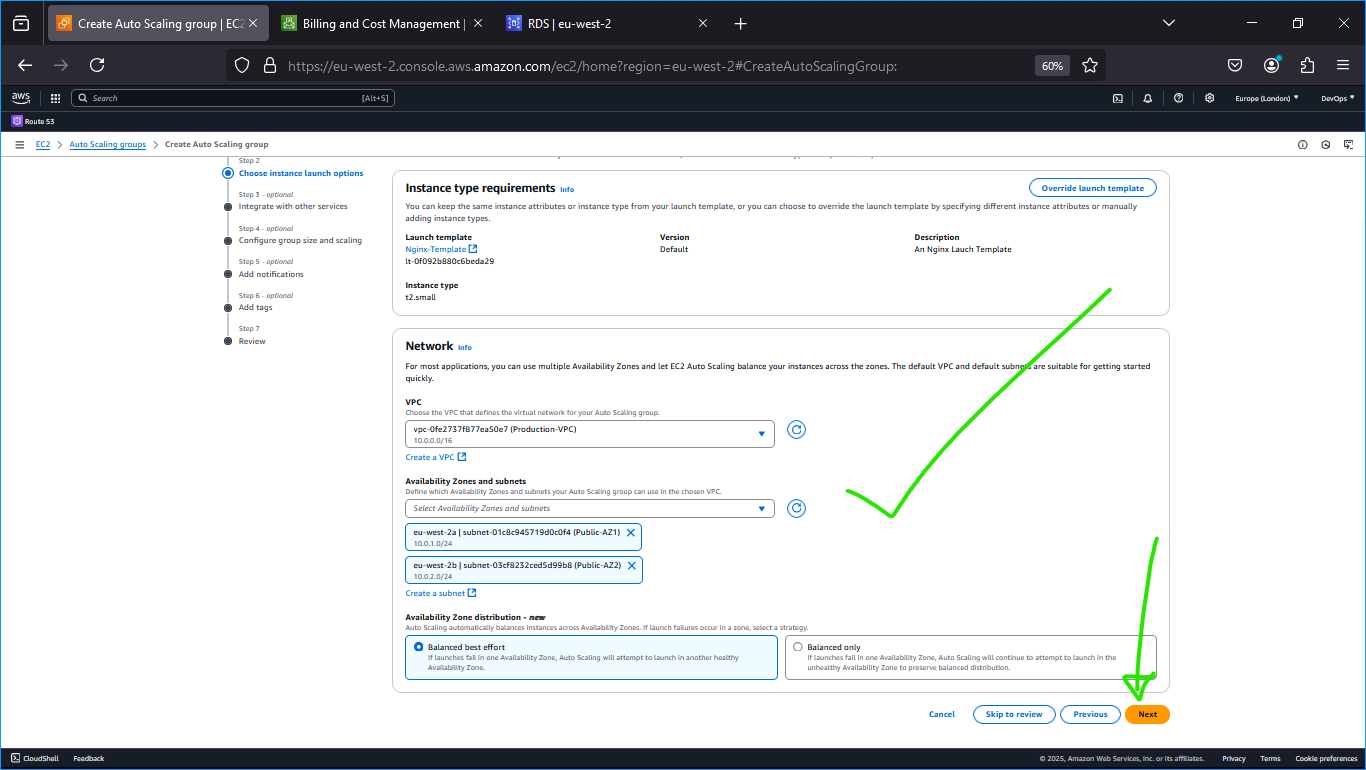 Create Auto Scaling group | EC2
Billing and Cost Management |
RDS | eu-west-2
https://eu-west-2.console.aws.amazon.com/ec2/home?region=eu-west-2#CreateAutoScalingGroup:
60%
aws
Search
[Alt+S]
Europe (London)
DevOps
Route 53
EC2
Auto Scaling groups
Create Auto Scaling group
Step 2
Choose instance launch options
Step 3 - optional
Integrate with other services
Step 4 - optional
Configure group size and scaling
Step 5 - optional
Add notifications
Step 6 - optional
Add tags
Step 7
Review
Instance type requirements Info
Override launch template
You can keep the same instance attributes or instance type from your launch template, or you can choose to override the launch template by specifying different instance attributes or manually
adding instance types.
Launch template
Nginx-Template
lt-0f092b880c6beda29
Version
Default
Description
An Nginx Lauch Template
Instance type
t2.small
Network Info
For most applications, you can use multiple Availability Zones and let EC2 Auto Scaling balance your instances across the zones. The default VPC and default subnets are suitable for getting started
quickly.
VPC
Choose the VPC that defines the virtual network for your Auto Scaling group.
vpc-0fe2737f877ea50e7 (Production-VPC)
10.0.0.0/16
Create a VPC
Availability Zones and subnets
Define which Availability Zones and subnets your Auto Scaling group can use in the chosen VPC.
Select Availability Zones and subnets
eu-west-2a | subnet-01c8c945719d0c0f4 (Public-AZ1)
10.0.1.0/24
eu-west-2b | subnet-03cf8232ced5d99b8 (Public-AZ2)
10.0.2.0/24
Create a subnet
Availability Zone distribution - new
Auto Scaling automatically balances instances across Availability Zones. If launch failures occur in a zone, select a strategy.
Balanced best effort
If launches fail in one Availability Zone, Auto Scaling will attempt to launch in another healthy
Availability Zone.
Balanced only
If launches fail in one Availability Zone, Auto Scaling will continue to attempt to launch in the
unhealthy Availability Zone to preserve balanced distribution.
Cancel
Skip to review
Previous
Next
CloudShell
Feedback
© 2025, Amazon Web Services, Inc. or its affiliates.
Privacy
Terms
Cookie preferences